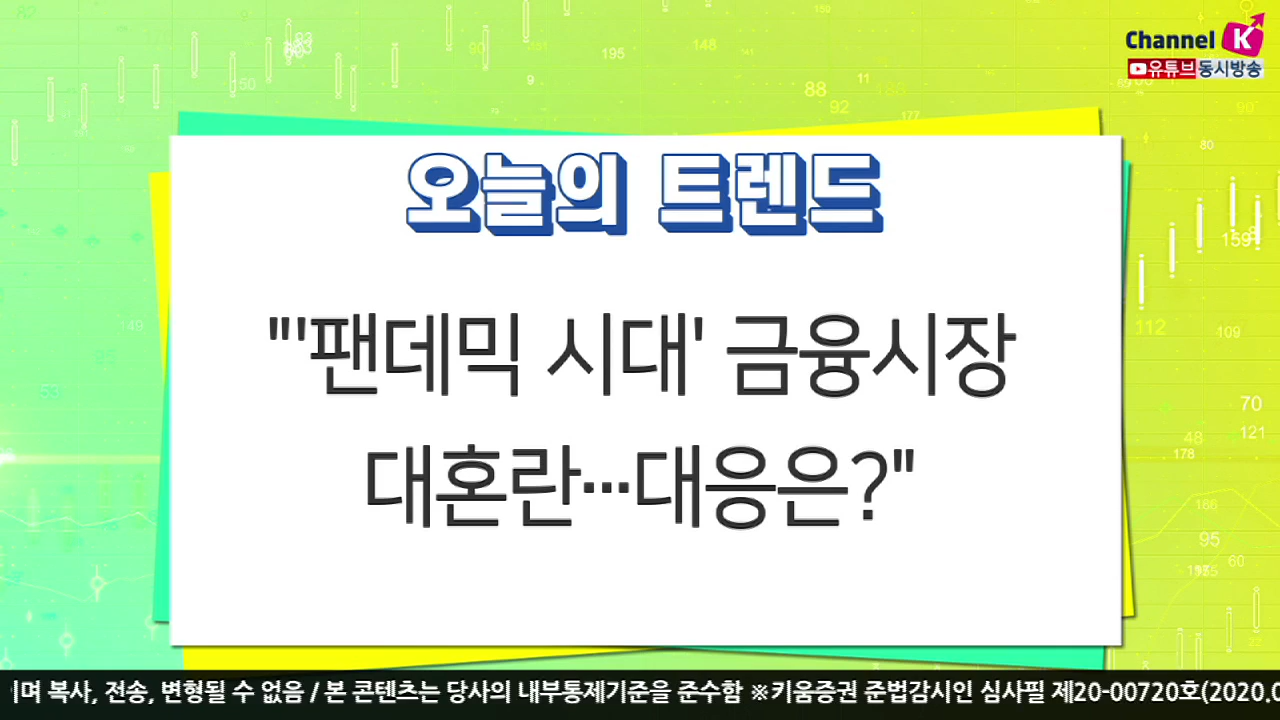 Channel K
유튜브동시방송
오늘의 트렌드
"'팬데믹 시대' 금융시장
대혼란…대응은?"
며 복사, 전송, 변형될 수 없음 / 본 콘텐츠는 당사의 내부통제기준을 준수함 ※키움증권 준법감시인 심사필 제20-00720호(2020.0